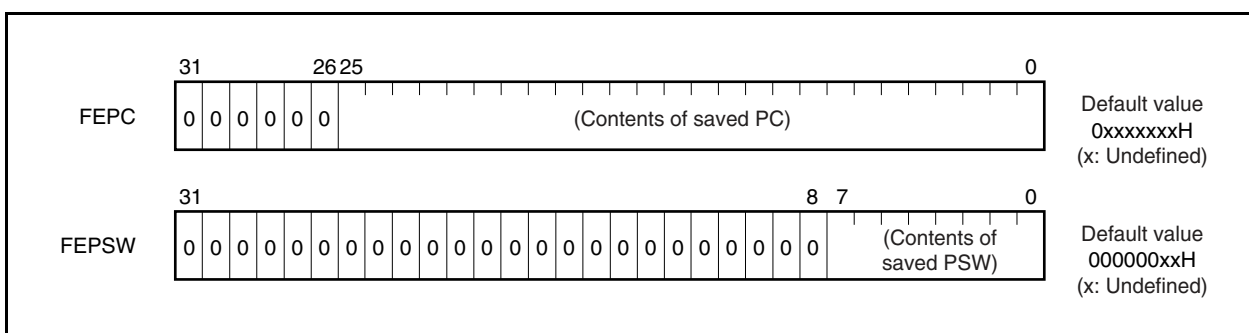 31 26 25 0
FEPC 0 0 0 0 0 0 (Contents of saved PC) Default value
0xxxxxxxH
(x: Undefined)
31 8 7 0
FEPSW 0 0 0 0 0 0 0 0 0 0 0 0 0 0 0 0 0 0 0 0 0 0 0 0 (Contents of
saved PSW) Default value
000000xxH
(x: Undefined)